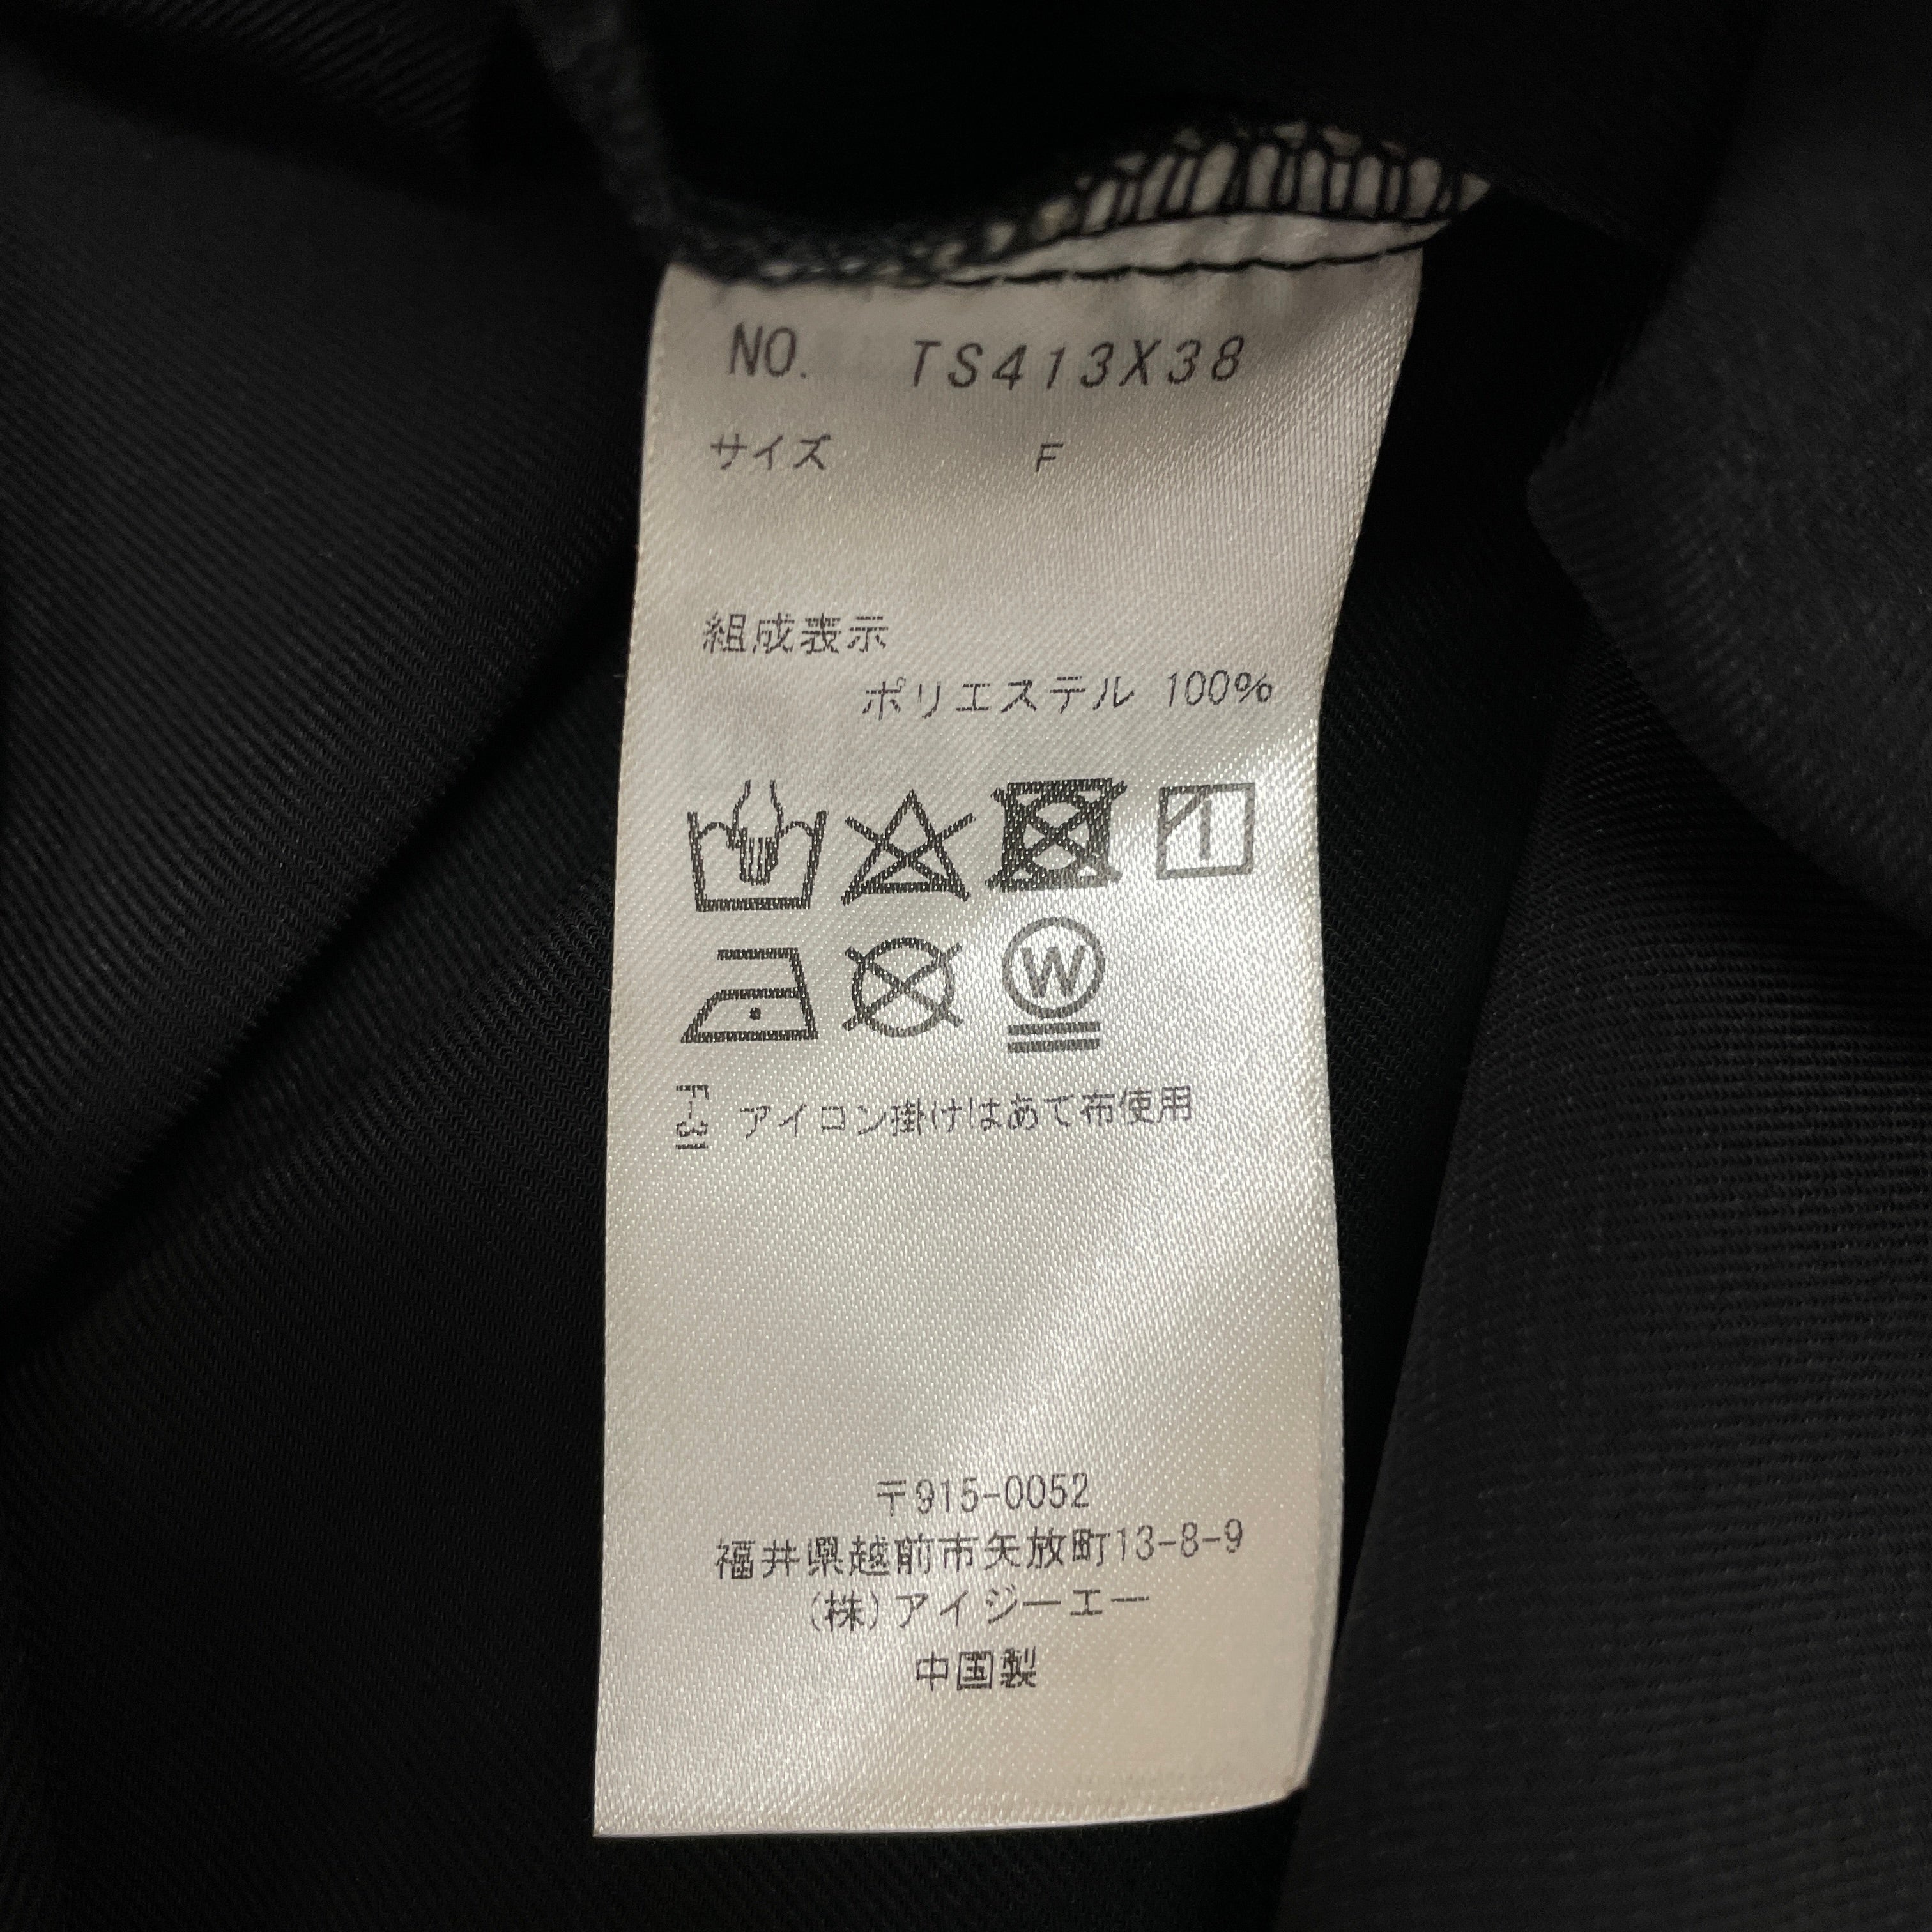 NO. TS413X38
サイズ F
組成表示
ポリエステル 100%
W
F-31 アイコン掛けはあて布使用
〒915-0052
福井県越前市矢放町13-8-9
(株)アイジーエー
中国製